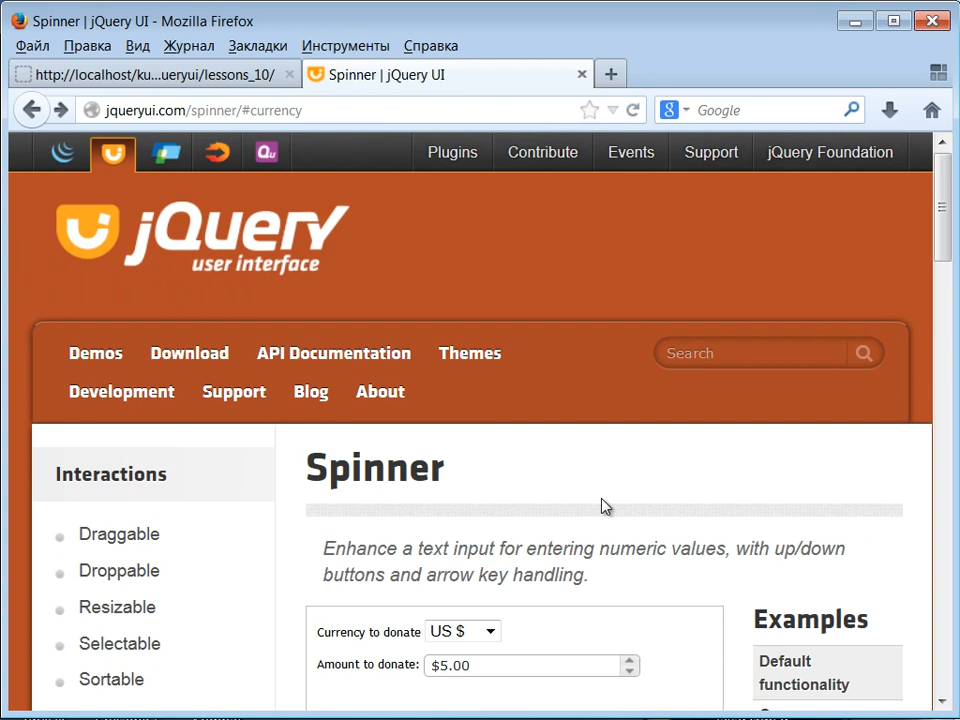 Spinner | jQuery UI - Mozilla Firefox
Файл Правка Вид Журнал Закладки Инструменты Справка
http://localhost/ku...ueryui/lessons_10/ Spinner | jQuery UI
jqueryui.com/spinner/#currency Google
Qu Plugins Contribute Events Support jQuery Foundation
jQuery
user interface
Demos Download API Documentation Themes Search
Development Support Blog About
Interactions
Spinner
Draggable
Enhance a text input for entering numeric values, with up/down
buttons and arrow key handling.
Droppable
Resizable
Selectable
Sortable
Currency to donate US $
Amount to donate: $5.00
Examples
Default
functionality